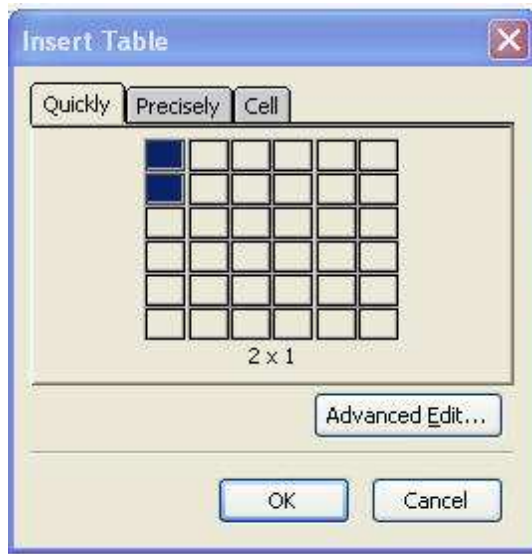 Insert Table
Quickly Precisely Cell
2 x 1
Advanced Edit...
OK Cancel